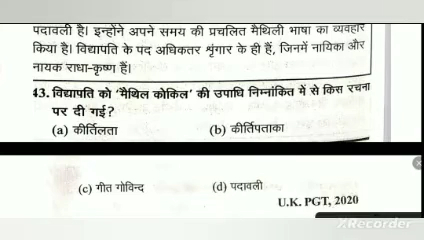 पदावली है। इन्होंने अपने समय की प्रचलित मैथिली भाषा का व्यवहार
किया है। विद्यापति के पद अधिकतर शृंगार के ही हैं, जिनमें नायिका और
नायक राधा-कृष्ण हैं।
43. विद्यापति को 'मैथिल कोकिल' की उपाधि निम्नांकित में से किस रचना
पर दी गई?
(a) कीर्तिलता (b) कीर्तिपताका
(c) गीत गोविन्द (d) पदावली
U.K. PGT, 2020
XRecorder